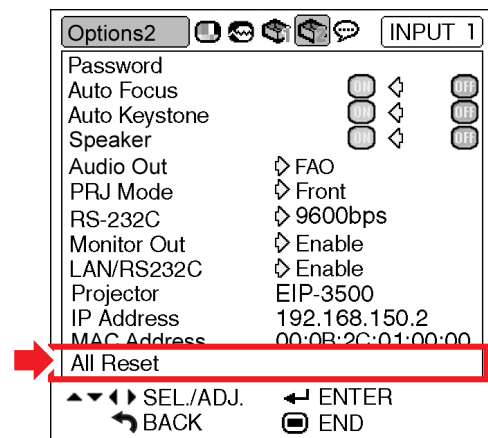 Options2 1 2 INPUT 1
Password
Auto Focus ON OFF
Auto Keystone ON OFF
Speaker ON OFF
Audio Out FAO
PRJ Mode Front
RS-232C 9600bps
Monitor Out Enable
LAN/RS232C Enable
Projector EIP-3500
IP Address 192.168.150.2
MAC Address 00:0B:2C:01:00:00
All Reset
SEL./ADJ. ENTER
BACK END